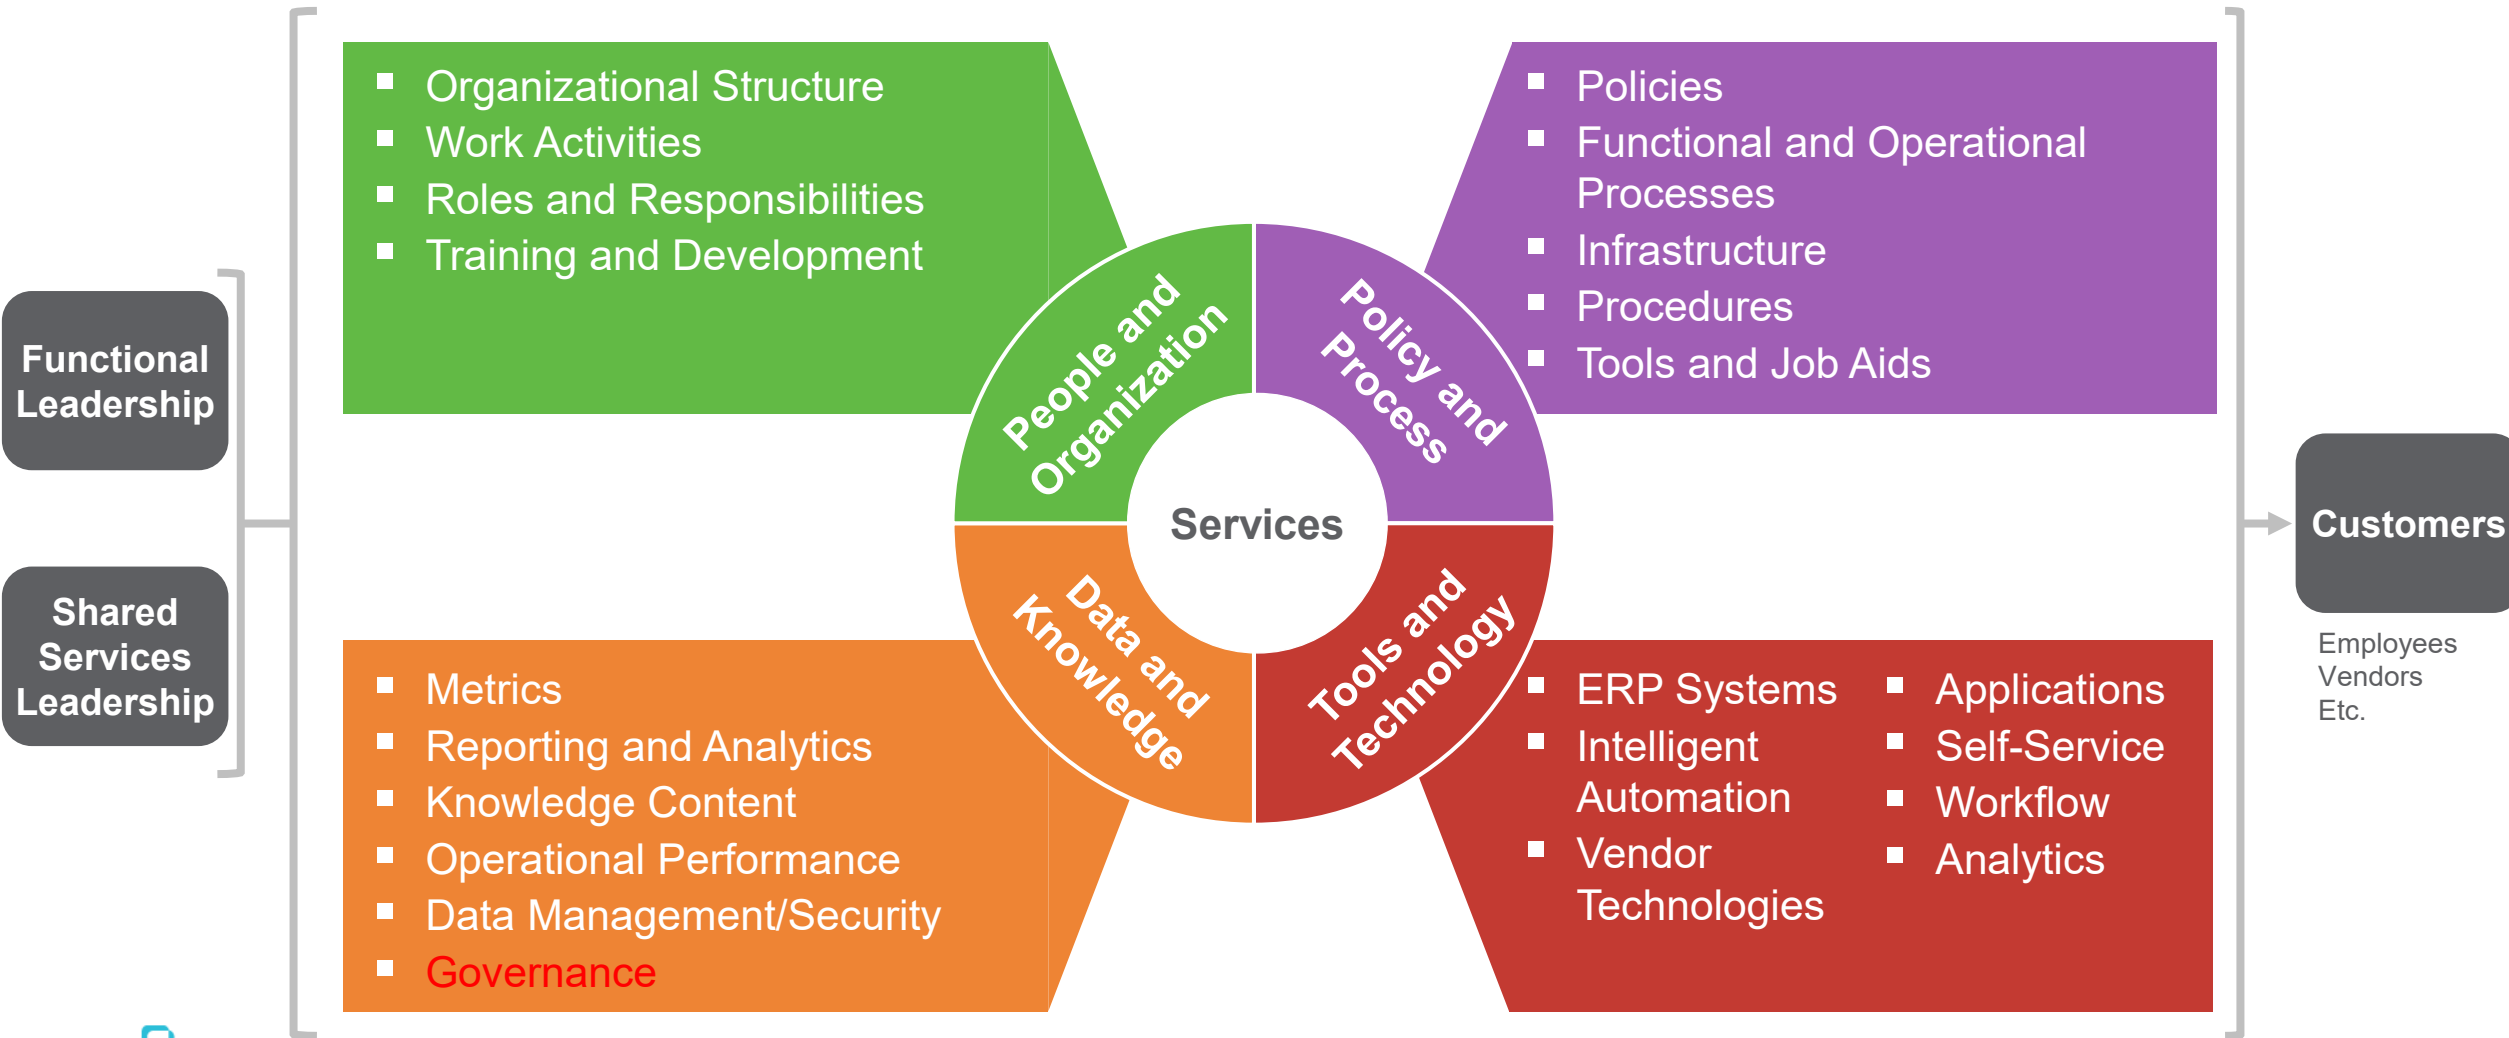 Functional
Leadership
Shared
Services
Leadership
Organizational Structure
Work Activities
Roles and Responsibilities
Training and Development
Policies
Functional and Operational
Processes
Infrastructure
Procedures
Tools and Job Aids
People and
Organization
Policy and
Process
Services
Data and
Knowledge
Tools and
Technology
Metrics
Reporting and Analytics
Knowledge Content
Operational Performance
Data Management/Security
Governance
ERP Systems
Intelligent
Automation
Vendor
Technologies
Applications
Self-Service
Workflow
Analytics
Customers
Employees
Vendors
Etc.